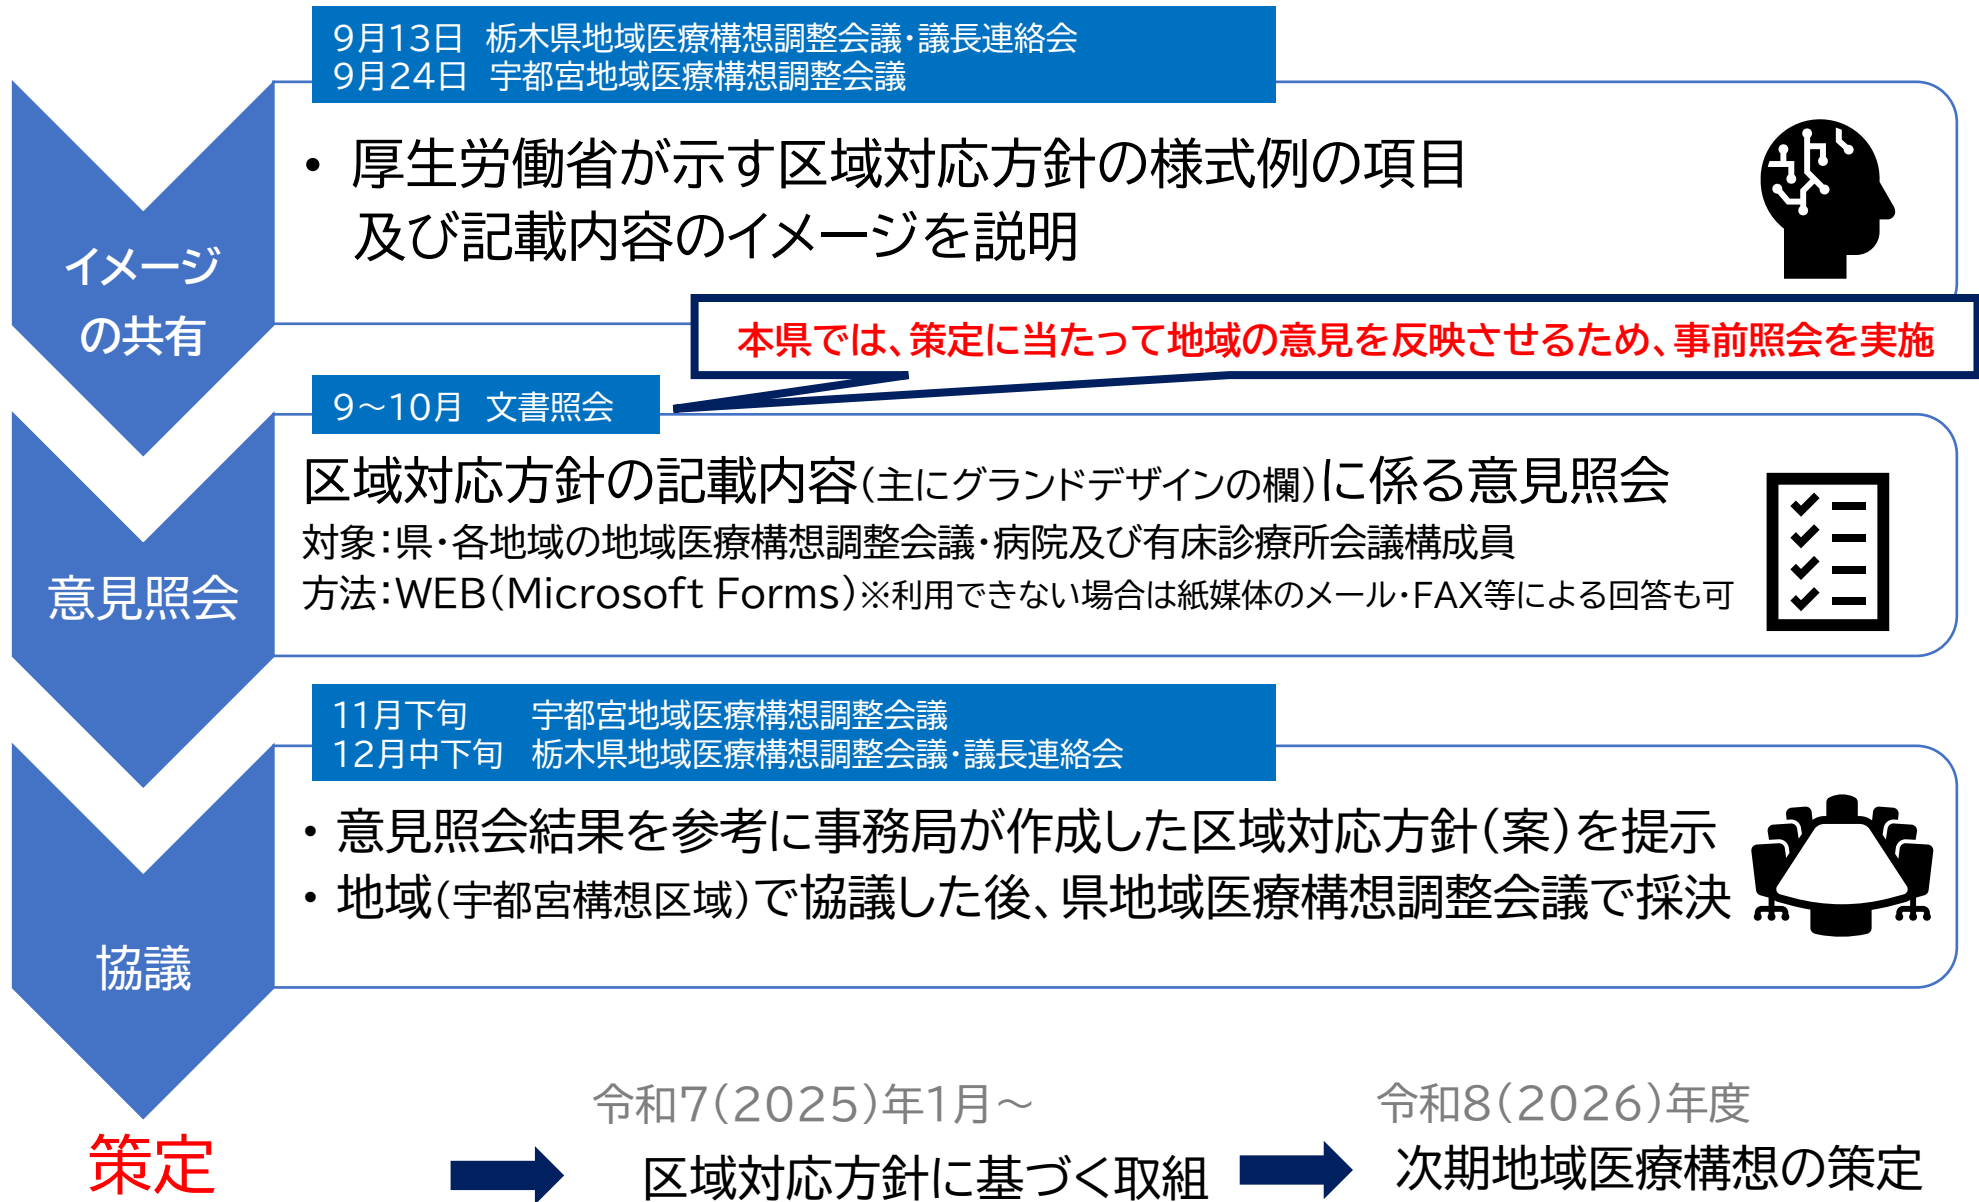 9月13日 栃木県地域医療構想調整会議・議長連絡会
9月24日 宇都宮地域医療構想調整会議
イメージ
の共有
・ 厚生労働省が示す区域対応方針の様式例の項目
及び記載内容のイメージを説明
本県では、策定に当たって地域の意見を反映させるため、事前照会を実施
9～10月 文書照会
意見照会
区域対応方針の記載内容(主にグランドデザインの欄)に係る意見照会
対象：県・各地域の地域医療構想調整会議・病院及び有床診療所会議構成員
方法：WEB(Microsoft Forms)※利用できない場合は紙媒体のメール・FAX等による回答も可
11月下旬 宇都宮地域医療構想調整会議
12月中下旬 栃木県地域医療構想調整会議・議長連絡会
協議
・意見照会結果を参考に事務局が作成した区域対応方針(案)を提示
・地域(宇都宮構想区域)で協議した後、県地域医療構想調整会議で採決
策定
令和7(2025)年1月～
区域対応方針に基づく取組
令和8(2026)年度
次期地域医療構想の策定